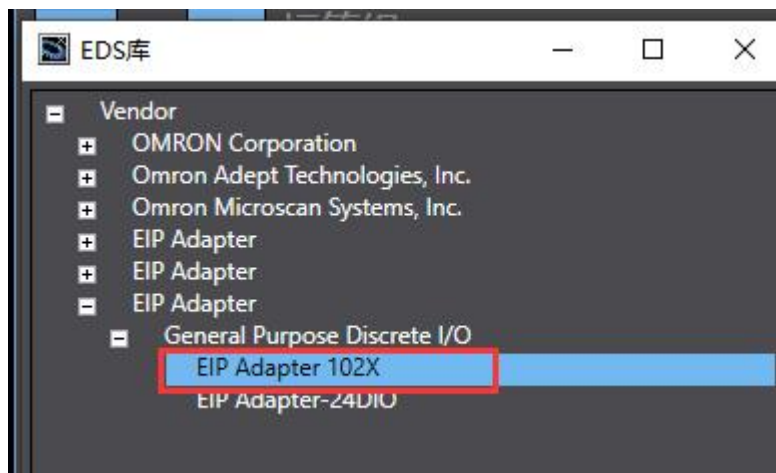 EDS库
Vendor
OMRON Corporation
Omron Adept Technologies, Inc.
Omron Microscan Systems, Inc.
EIP Adapter
EIP Adapter
EIP Adapter
General Purpose Discrete I/O
EIP Adapter 102X
EIP Adapter-24DIO